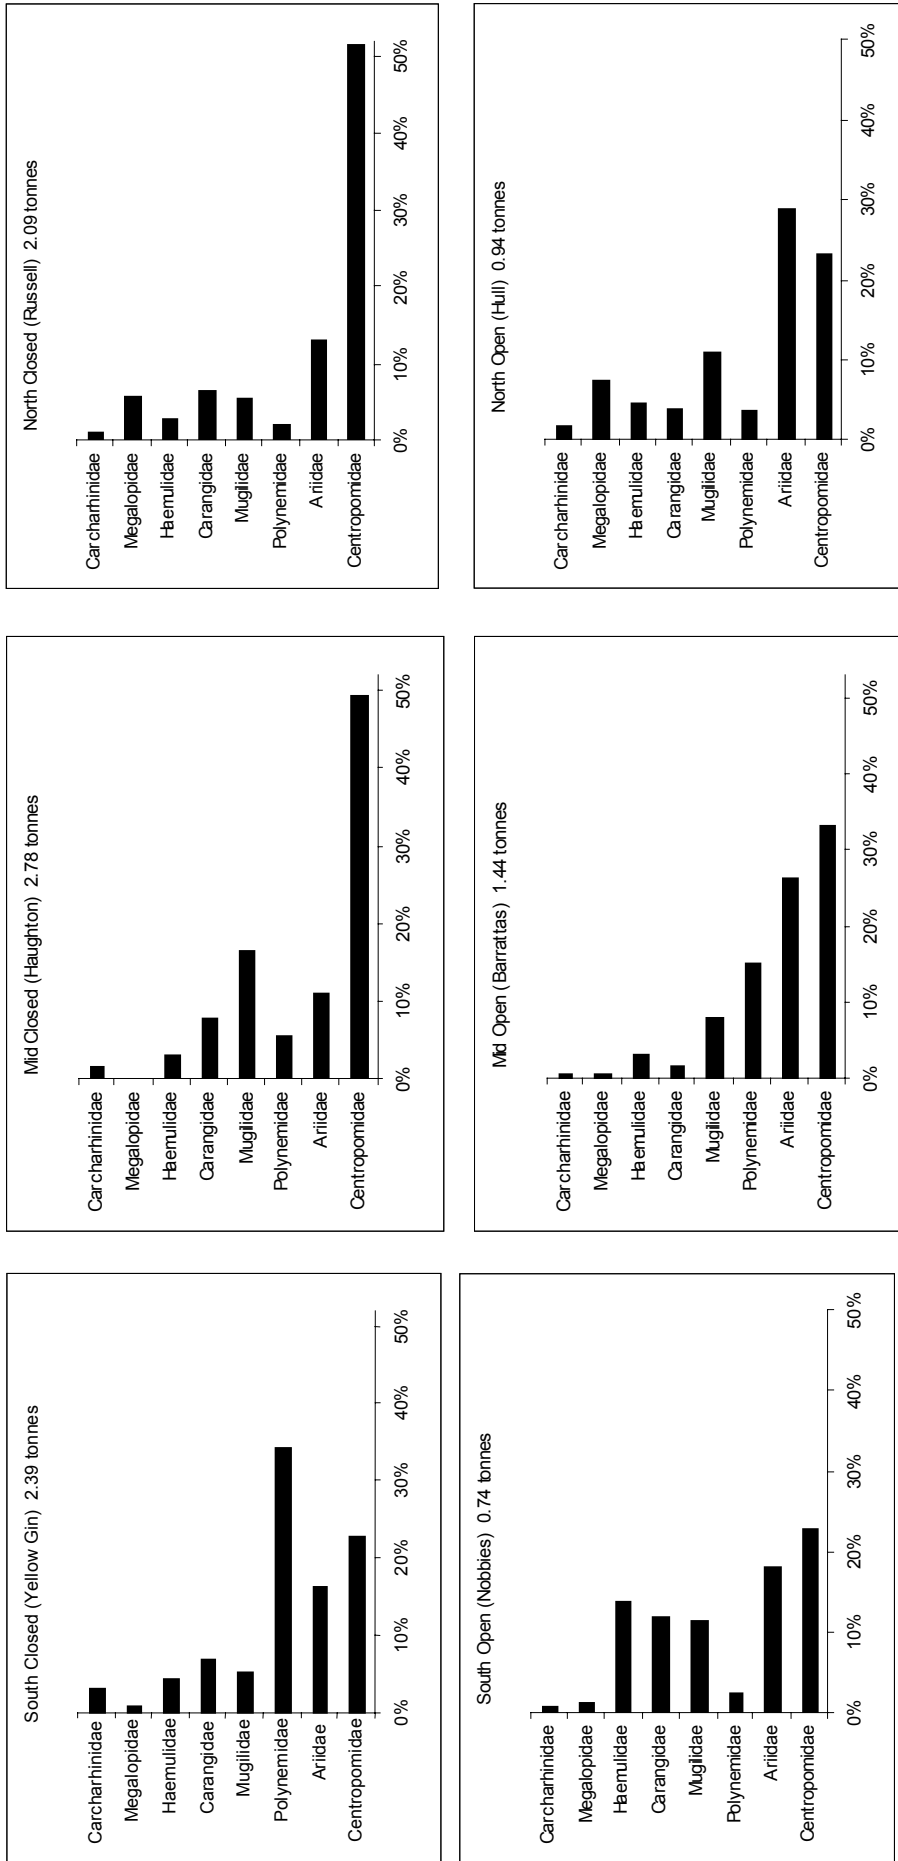 South Closed (Yellow Gin) 2.39 tonnes
Carcharhinidae
Megalopidae
Haemulidae
Carangidae
Mugilidae
Polynemidae
Ariidae
Centropomidae
0% 10% 20% 30% 40% 50%
Mid Closed (Haughton) 2.78 tonnes
Carcharhinidae
Megalopidae
Haemulidae
Carangidae
Mugilidae
Polynemidae
Ariidae
Centropomidae
0% 10% 20% 30% 40% 50%
North Closed (Russell) 2.09 tonnes
Carcharhinidae
Megalopidae
Haemulidae
Carangidae
Mugilidae
Polynemidae
Ariidae
Centropomidae
0% 10% 20% 30% 40% 50%
South Open (Nobbies) 0.74 tonnes
Carcharhinidae
Megalopidae
Haemulidae
Carangidae
Mugilidae
Polynemidae
Ariidae
Centropomidae
0% 10% 20% 30% 40% 50%
Mid Open (Barrattas) 1.44 tonnes
Carcharhinidae
Megalopidae
Haemulidae
Carangidae
Mugilidae
Polynemidae
Ariidae
Centropomidae
0% 10% 20% 30% 40% 50%
North Open (Hull) 0.94 tonnes
Carcharhinidae
Megalopidae
Haemulidae
Carangidae
Mugilidae
Polynemidae
Ariidae
Centropomidae
0% 10% 20% 30% 40% 50%